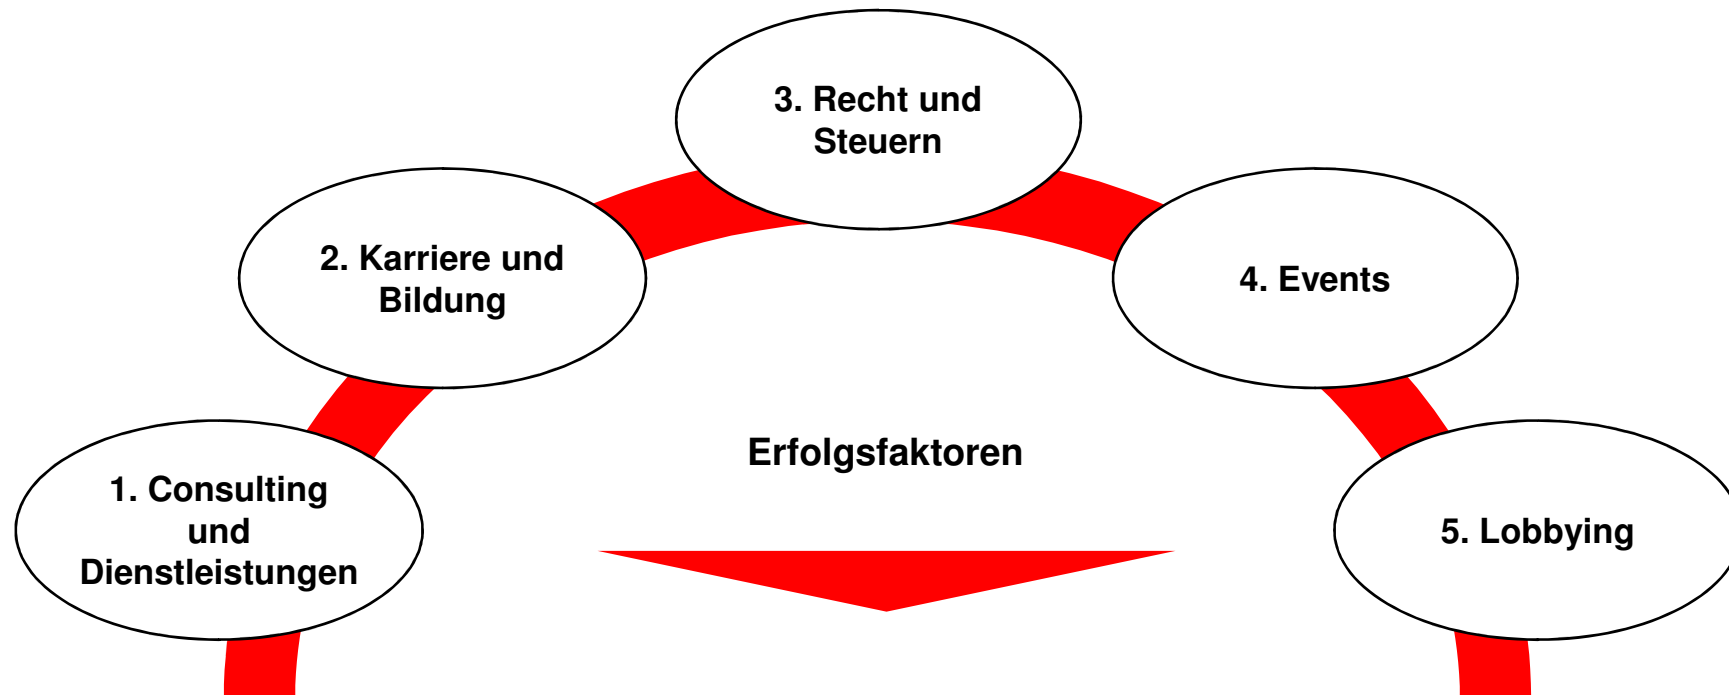 3. Recht und
Steuern
2. Karriere und
Bildung
4. Events
Erfolgsfaktoren
1. Consulting
und
Dienstleistungen
5. Lobbying